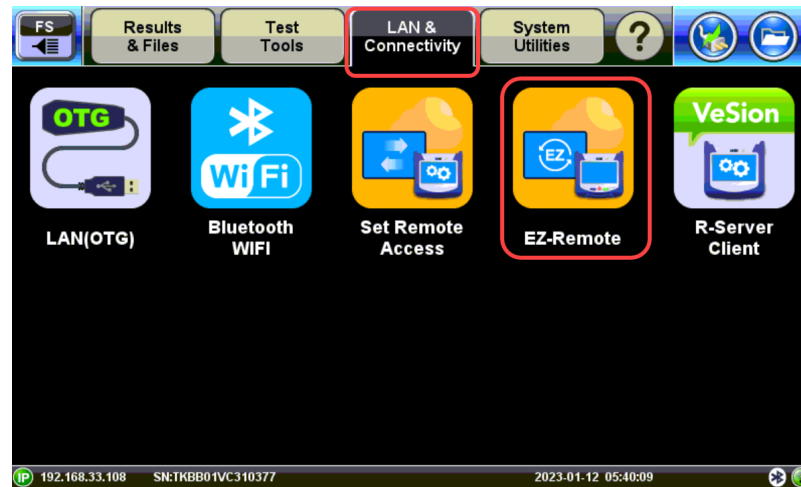 FS
Results
& Files
Test
Tools
LAN &
Connectivity
System
Utilities
?
OTG
WiFi
EZ
VeSion
LAN(OTG)
Bluetooth
WIFI
Set Remote
Access
EZ-Remote
R-Server
Client
IP 192.168.33.108 SN:TKBB01VC310377 2023-01-12 05:40:09